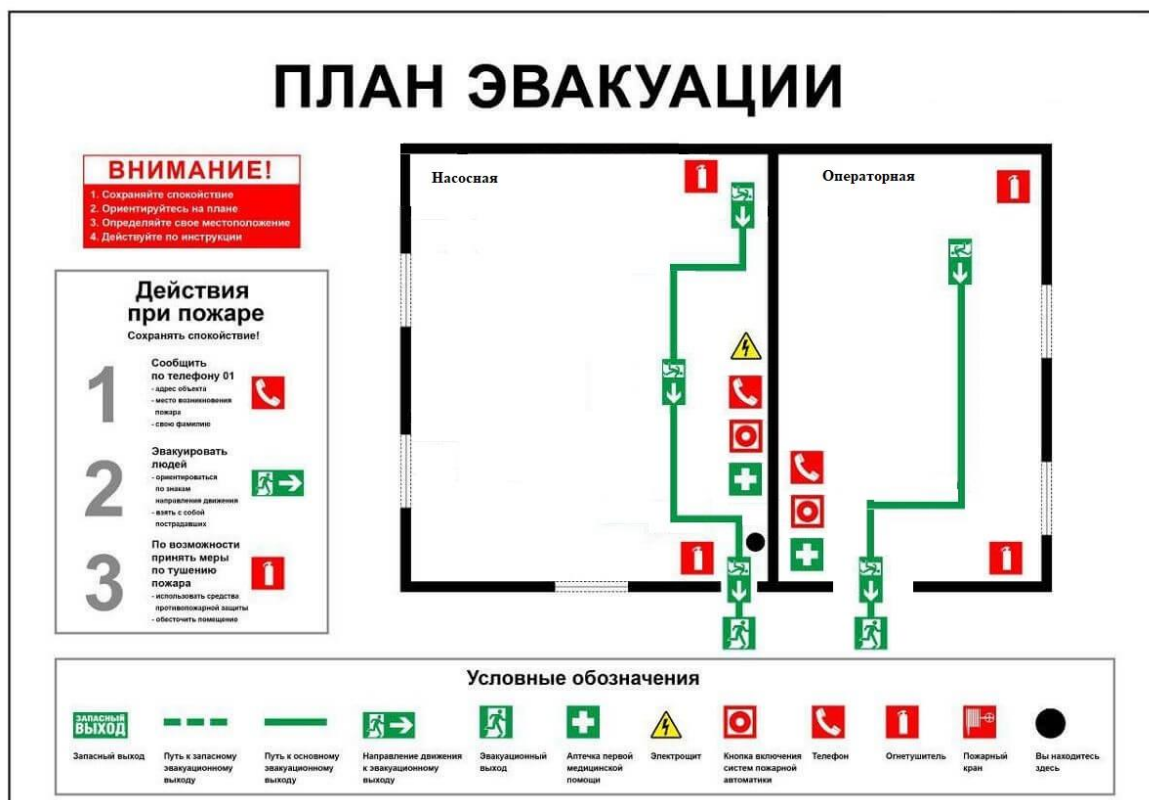 ПЛАН ЭВАКУАЦИИ
ВНИМАНИЕ!
1. Сохраняйте спокойствие
2. Ориентируйтесь на плане
3. Определяйте свое местоположение
4. Действуйте по инструкции
Действия
при пожаре
Сохранять спокойствие!
1
Сообщить
по телефону 01
- адрес объекта
- место возникновения
пожара
- свою фамилию
2
Эвакуировать
людей
- ориентироваться
по знакам
направления движения
- взять с собой
пострадавших
3
По возможности
принять меры
по тушению
пожара
- использовать средства
противопожарной защиты
- обесточить помещение
Насосная
Операторная
Условные обозначения
ЗАПАСНЫЙ
ВЫХОД
Запасный выход
Путь к запасному
эвакуационному
выходу
Путь к основному
эвакуационному
выходу
Направление движения
к эвакуационному
выходу
Эвакуационный
выход
Аптечка первой
медицинской
помощи
Электрощит
Кнопка включения
систем пожарной
автоматики
Телефон
Огнетушитель
Пожарный
кран
Вы находитесь
здесь